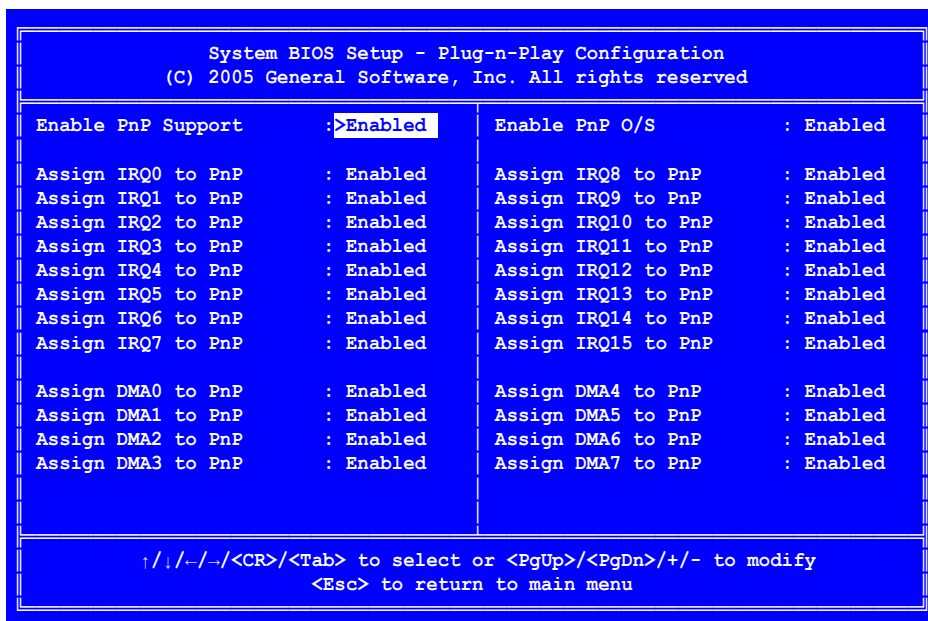 System BIOS Setup - Plug-n-Play Configuration
(C) 2005 General Software, Inc. All rights reserved
Enable PnP Support :>Enabled Enable PnP O/S : Enabled
Assign IRQ0 to PnP : Enabled Assign IRQ8 to PnP : Enabled
Assign IRQ1 to PnP : Enabled Assign IRQ9 to PnP : Enabled
Assign IRQ2 to PnP : Enabled Assign IRQ10 to PnP : Enabled
Assign IRQ3 to PnP : Enabled Assign IRQ11 to PnP : Enabled
Assign IRQ4 to PnP : Enabled Assign IRQ12 to PnP : Enabled
Assign IRQ5 to PnP : Enabled Assign IRQ13 to PnP : Enabled
Assign IRQ6 to PnP : Enabled Assign IRQ14 to PnP : Enabled
Assign IRQ7 to PnP : Enabled Assign IRQ15 to PnP : Enabled
Assign DMA0 to PnP : Enabled Assign DMA4 to PnP : Enabled
Assign DMA1 to PnP : Enabled Assign DMA5 to PnP : Enabled
Assign DMA2 to PnP : Enabled Assign DMA6 to PnP : Enabled
Assign DMA3 to PnP : Enabled Assign DMA7 to PnP : Enabled
↑/↓/←/→/<CR>/<Tab> to select or <PgUp>/<PgDn>/+/- to modify
<Esc> to return to main menu